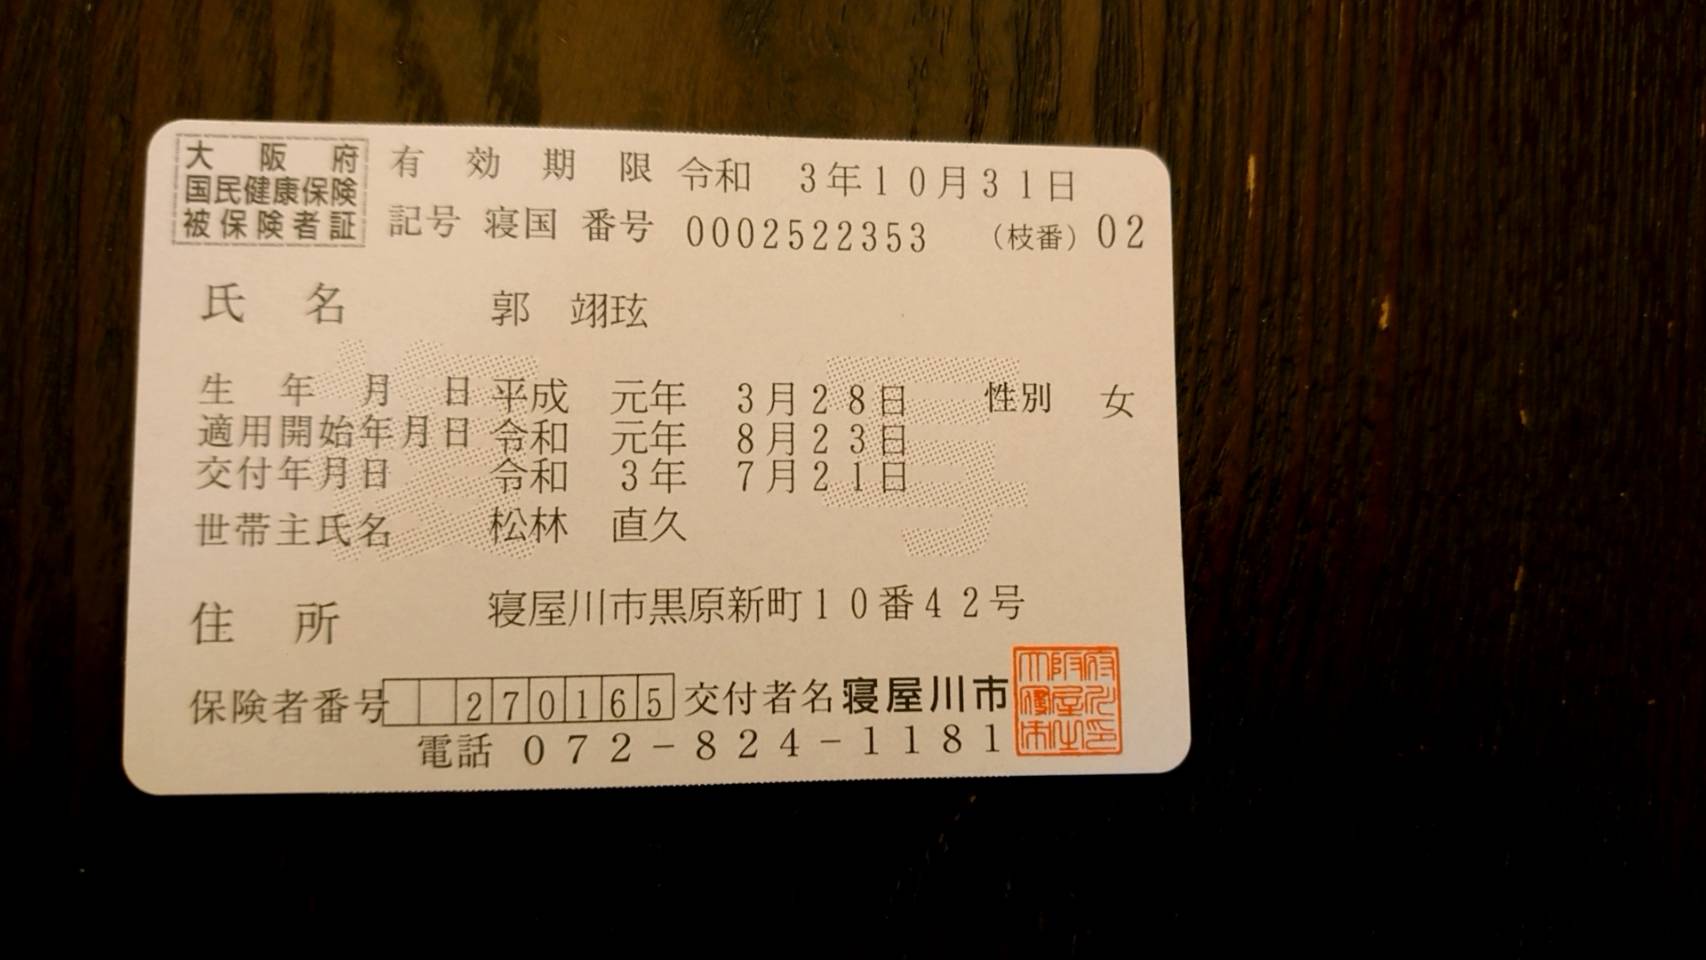 大阪府
国民健康保険
被保険者証
有効期限 令和 3年10月31日
記号 寝国 番号 0002522353 (枝番) 02
氏名 郭 翊玹
生年月日 平成 元年 3月28日 性別 女
適用開始年月日 令和 元年 8月23日
交付年月日 令和 3年 7月21日
世帯主氏名 松林 直久
住所 寝屋川市黒原新町10番42号
保険者番号 270165 交付者名 寝屋川市
電話 072-824-1181